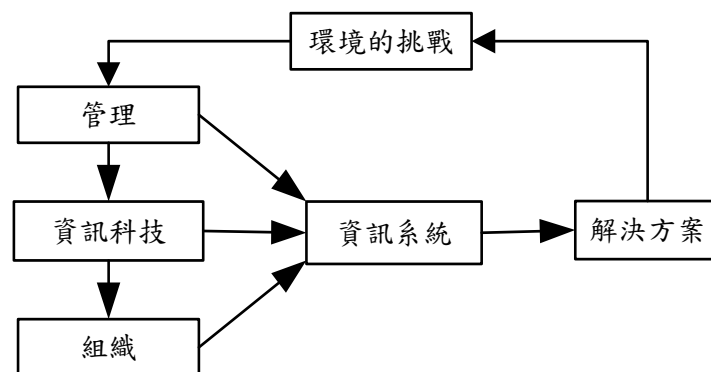 環境的挑戰
管理
資訊科技
資訊系統
解決方案
組織